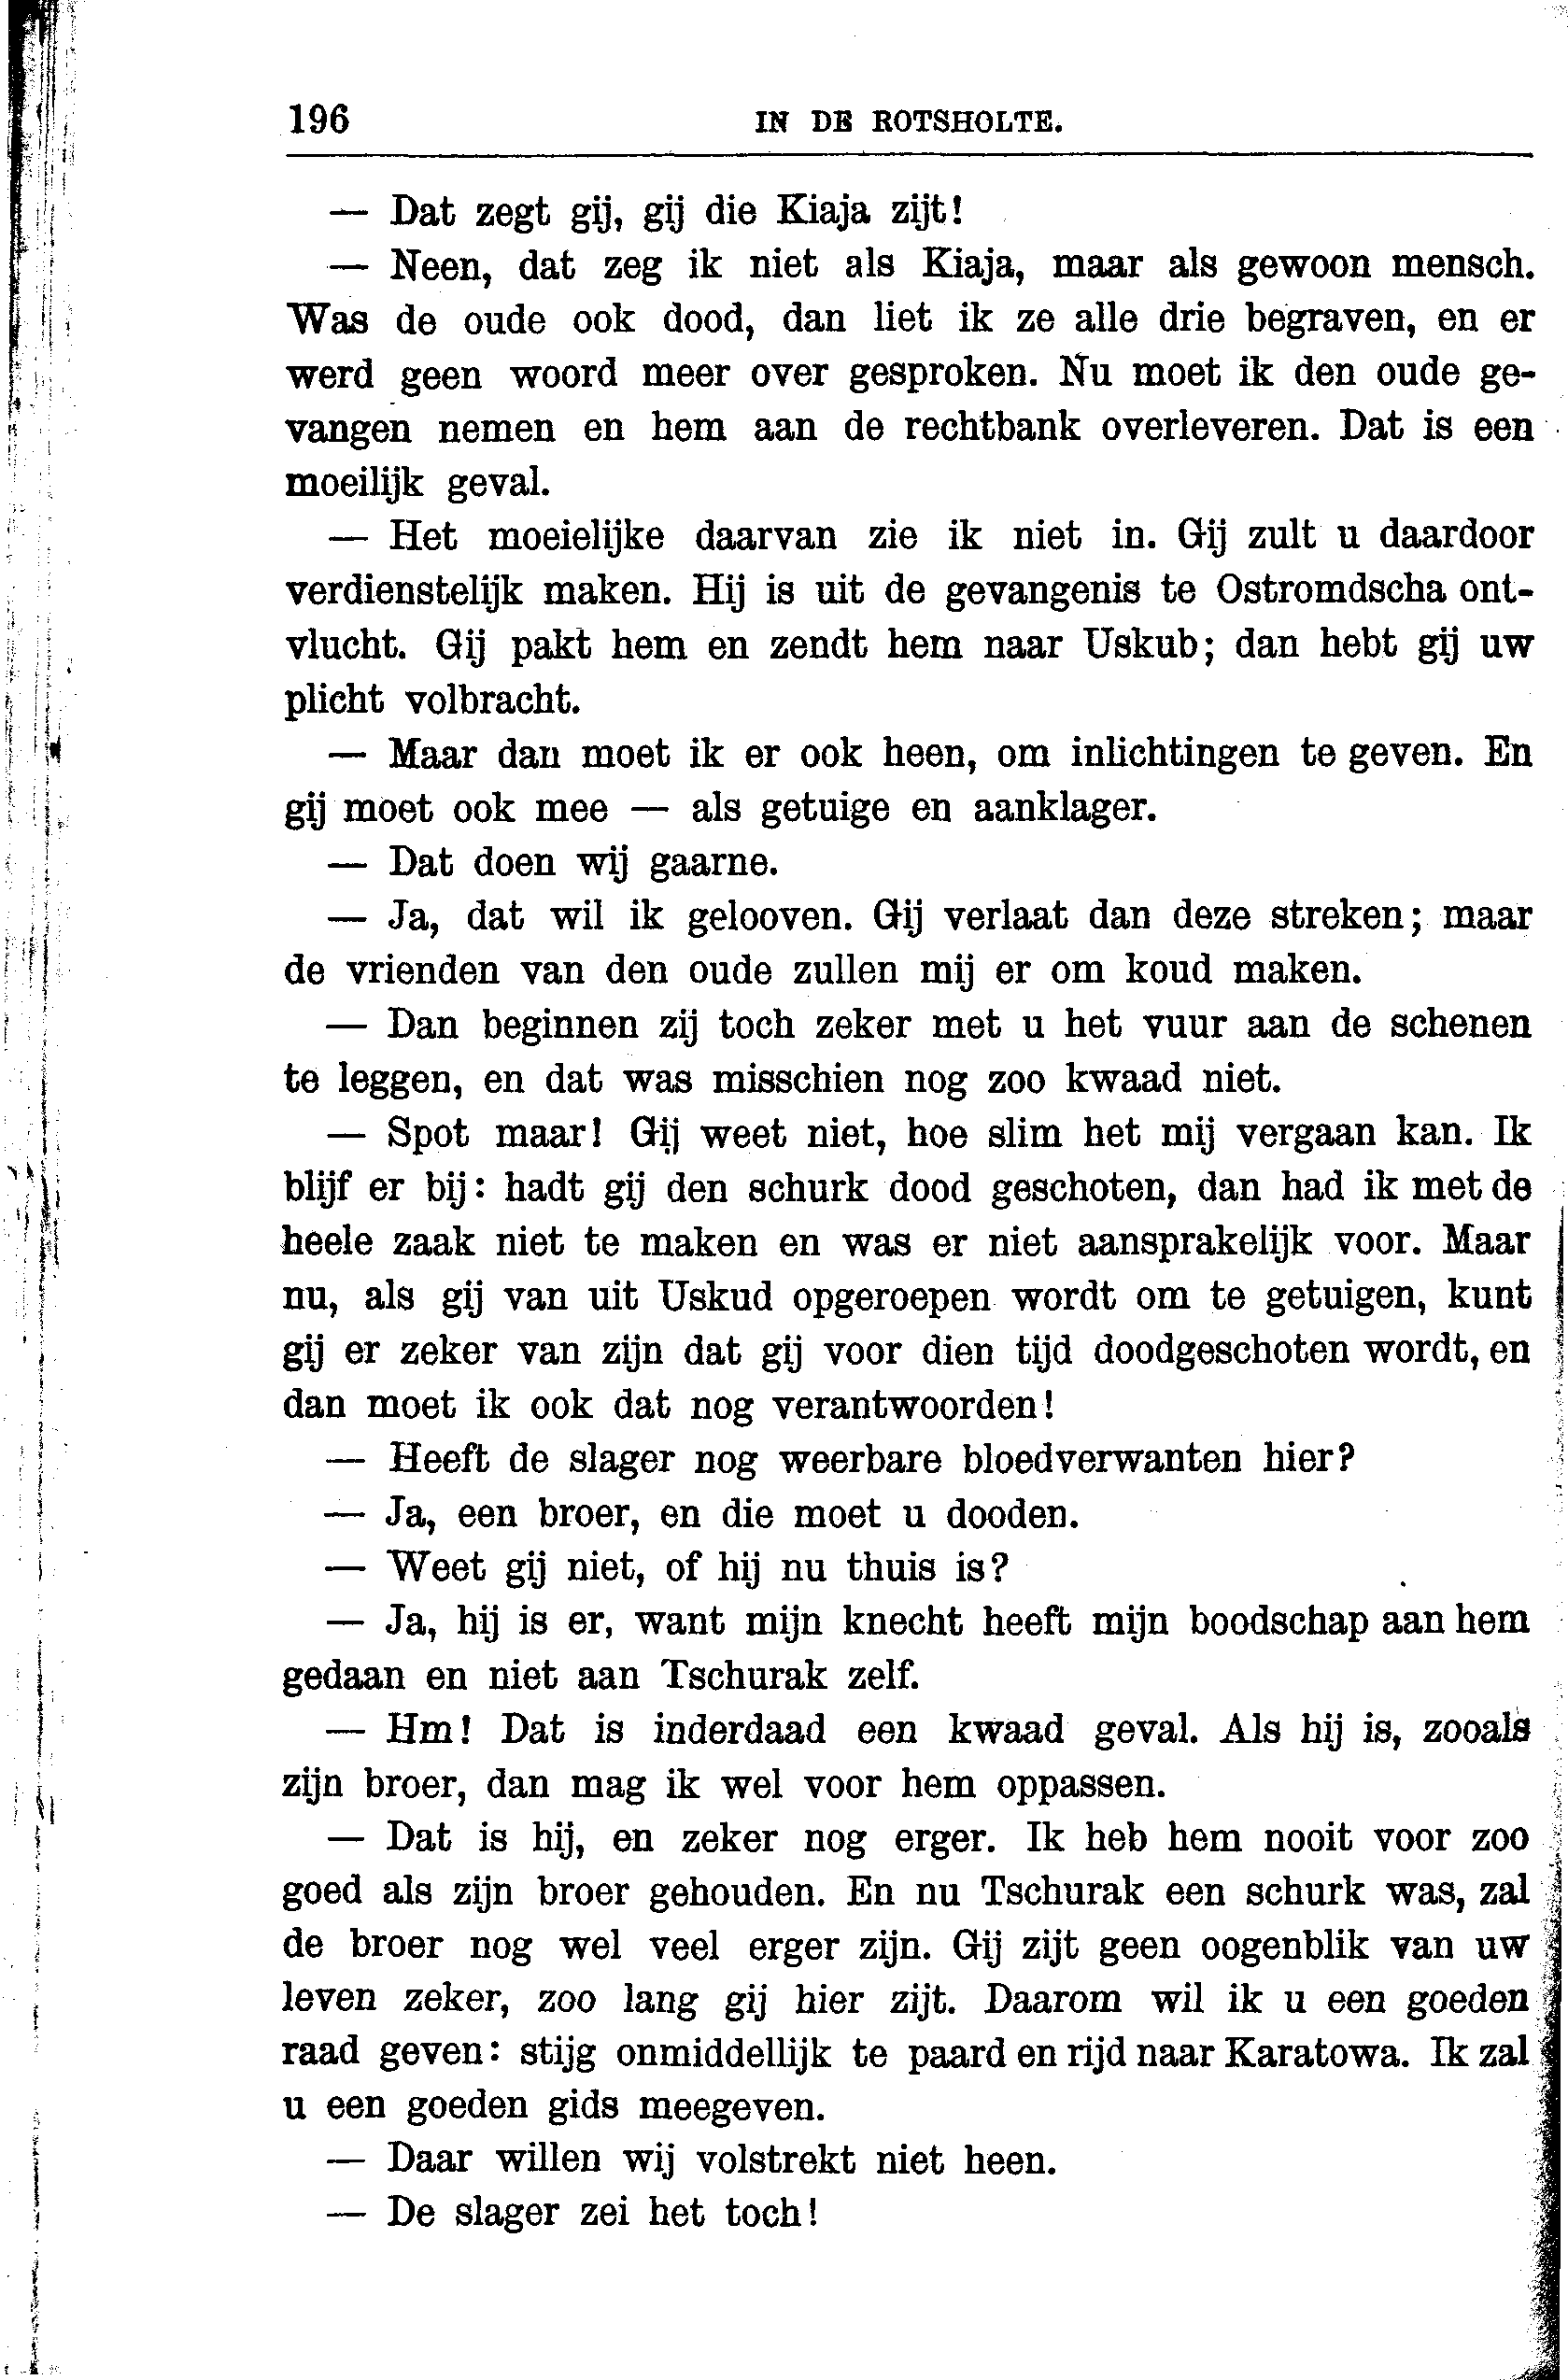 196 IN DE ROTSHOLTE.
— Dat zegt gij, gij die Kiaja zijt!
— Neen, dat zeg ik niet als Kiaja, maar als gewoon mensch.
Was de oude ook dood, dan liet ik ze alle drie begraven, en er
werd geen woord meer over gesproken. Nu moet ik den oude ge-
vangen nemen en hem aan de rechtbank overleveren. Dat is een
moeilijk geval.
— Het moeielijke daarvan zie ik niet in. Gij zult u daardoor
verdienstelijk maken. Hij is uit de gevangenis te Ostromdscha ont-
vlucht. Gij pakt hem en zendt hem naar Uskub; dan hebt gij uw
plicht volbracht.
— Maar dan moet ik er ook heen, om inlichtingen te geven. En
gij moet ook mee — als getuige en aanklager.
— Dat doen wij gaarne.
— Ja, dat wil ik gelooven. Gij verlaat dan deze streken; maar
de vrienden van den oude zullen mij er om koud maken.
— Dan beginnen zij toch zeker met u het vuur aan de schenen
te leggen, en dat was misschien nog zoo kwaad niet.
— Spot maar! Gij weet niet, hoe slim het mij vergaan kan. Ik
blijf er bij: hadt gij den schurk dood geschoten, dan had ik met de
heele zaak niet te maken en was er niet aansprakelijk voor. Maar
nu, als gij van uit Uskud opgeroepen wordt om te getuigen, kunt
gij er zeker van zijn dat gij voor dien tijd doodgeschoten wordt, en
dan moet ik ook dat nog verantwoorden!
— Heeft de slager nog weerbare bloedverwanten hier?
— Ja, een broer, en die moet u dooden.
— Weet gij niet, of hij nu thuis is?
— Ja, hij is er, want mijn knecht heeft mijn boodschap aan hem
gedaan en niet aan Tschurak zelf.
— Hm! Dat is inderdaad een kwaad geval. Als hij is, zooals
zijn broer, dan mag ik wel voor hem oppassen.
— Dat is hij, en zeker nog erger. Ik heb hem nooit voor zoo
goed als zijn broer gehouden. En nu Tschurak een schurk was, zal
de broer nog wel veel erger zijn. Gij zijt geen oogenblik van uw
leven zeker, zoo lang gij hier zijt. Daarom wil ik u een goeden
raad geven: stijg onmiddellijk te paard en rijd naar Karatowa. Ik zal
u een goeden gids meegeven.
— Daar willen wij volstrekt niet heen.
— De slager zei het toch!